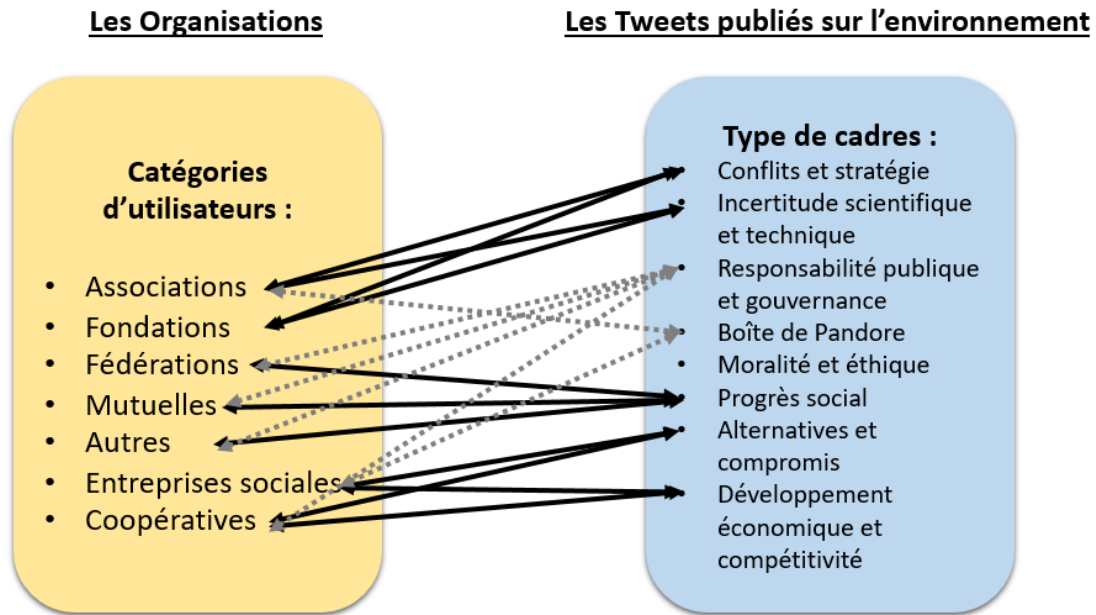 Les Organisations
Les Tweets publiés sur l’environnement
Catégories
d’utilisateurs :
• Associations
• Fondations
• Fédérations
• Mutuelles
• Autres
• Entreprises sociales
• Coopératives
Type de cadres :
• Conflits et stratégie
• Incertitude scientifique
et technique
• Responsabilité publique
et gouvernance
• Boîte de Pandore
• Moralité et éthique
• Progrès social
• Alternatives et
compromis
• Développement
économique et
compétitivité